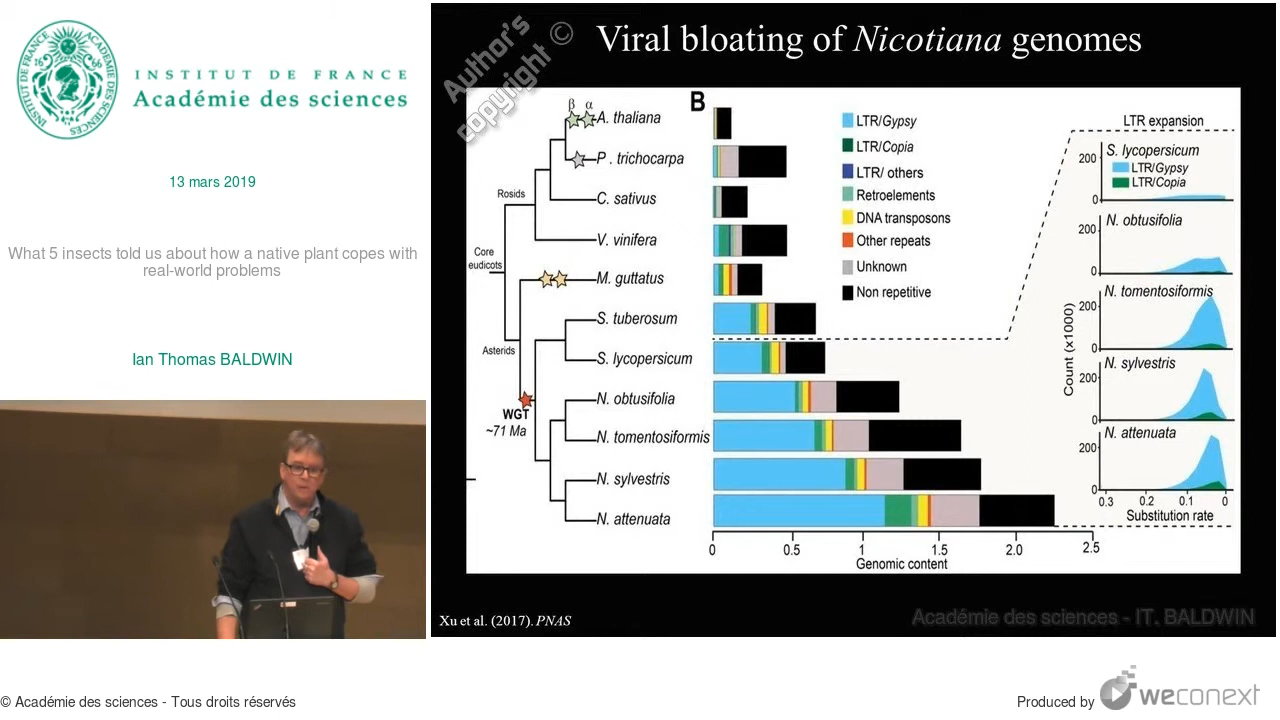 INSTITUT DE FRANCE
Académie des sciences
13 mars 2019
What 5 insects told us about how a native plant copes with
real-world problems
Ian Thomas BALDWIN
© Académie des sciences - Tous droits réservés
Author's
copyright ©
Viral bloating of Nicotiana genomes
β α
A. thaliana
P . trichocarpa
Rosids
C. sativus
V. vinifera
Core
eudicots
M. guttatus
S. tuberosum
Asterids
S. lycopersicum
N. obtusifolia
WGT
~71 Ma
N. tomentosiformis
N. sylvestris
N. attenuata
B
LTR/Gypsy
LTR/Copia
LTR/ others
Retroelements
DNA transposons
Other repeats
Unknown
Non repetitive
0 0.5 1 1.5 2.0 2.5
Genomic content
LTR expansion
S. lycopersicum
200
LTR/Gypsy
LTR/Copia
0
N. obtusifolia
200
0
N. tomentosiformis
200
0
Count (x1000)
N. sylvestris
200
0
N. attenuata
200
0
0.3 0.2 0.1 0
Substitution rate
Xu et al. (2017). PNAS
Académie des sciences - IT. BALDWIN
Produced by weconext